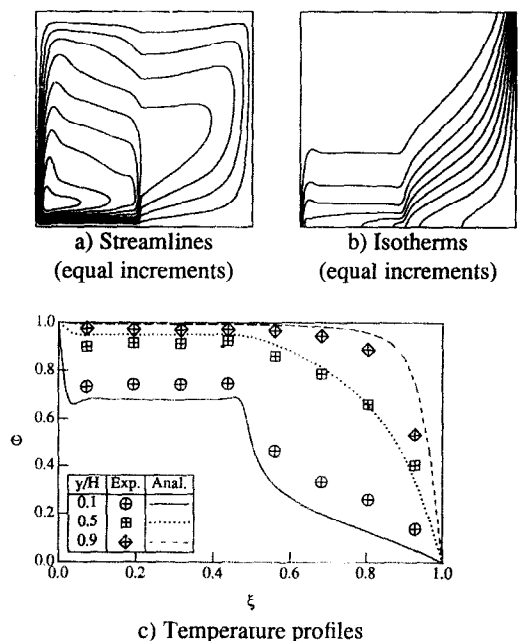 a) Streamlines
(equal increments)
b) Isotherms
(equal increments)
1.0
0.8
0.6
0.4
0.2
0.0
Θ
y/H Exp. Anal.
0.1
0.5
0.9
0.0 0.2 0.4 0.6 0.8 1.0
ξ
c) Temperature profiles